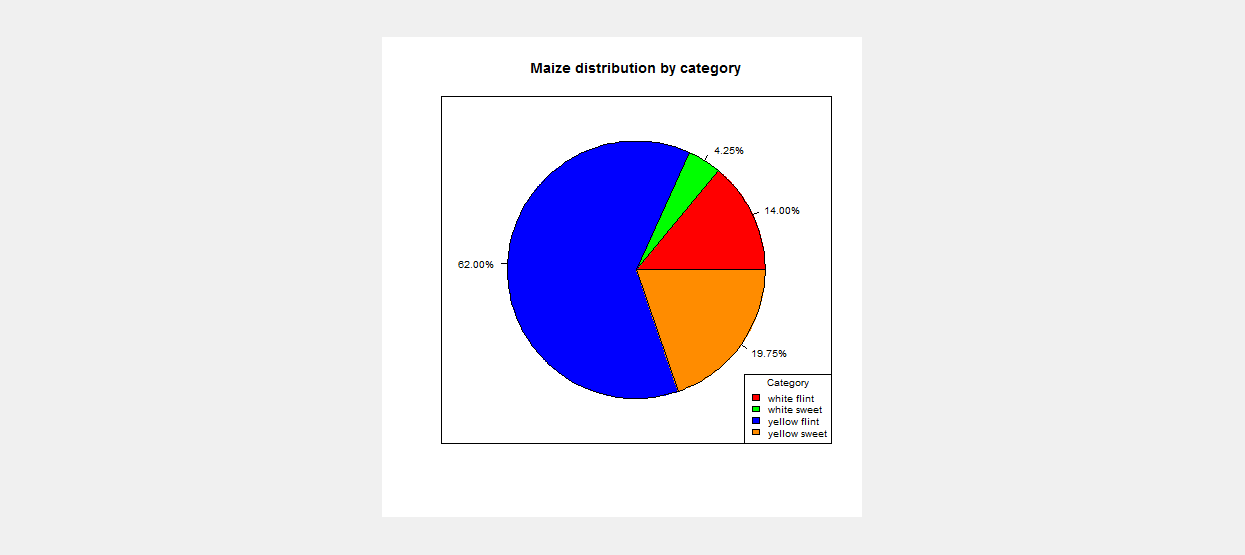 Maize distribution by category
4.25%
14.00%
62.00%
19.75%
Category
white flint
white sweet
yellow flint
yellow sweet